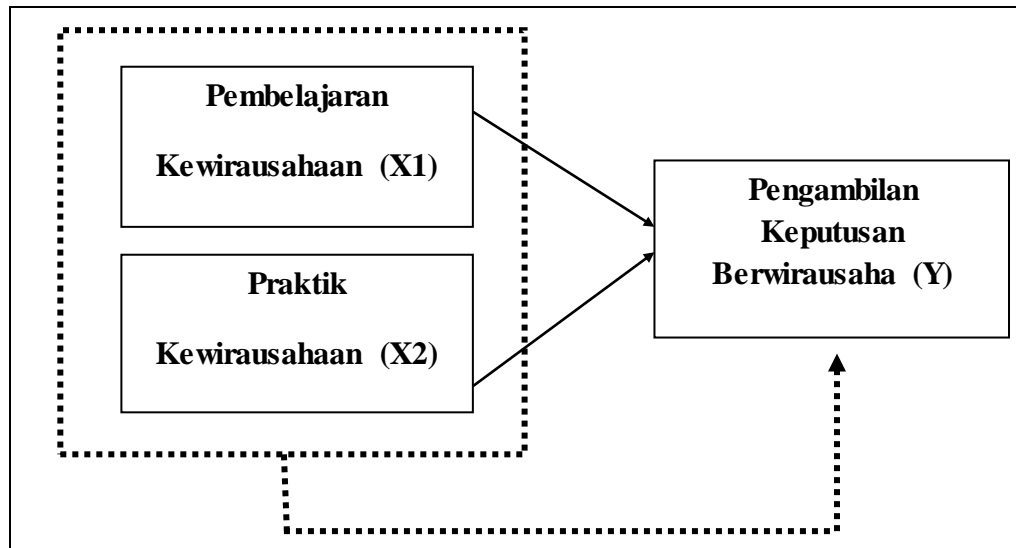 Pembelajaran
Kewirausahaan (X1)
Praktik
Kewirausahaan (X2)
Pengambilan
Keputusan
Berwirausaha (Y)